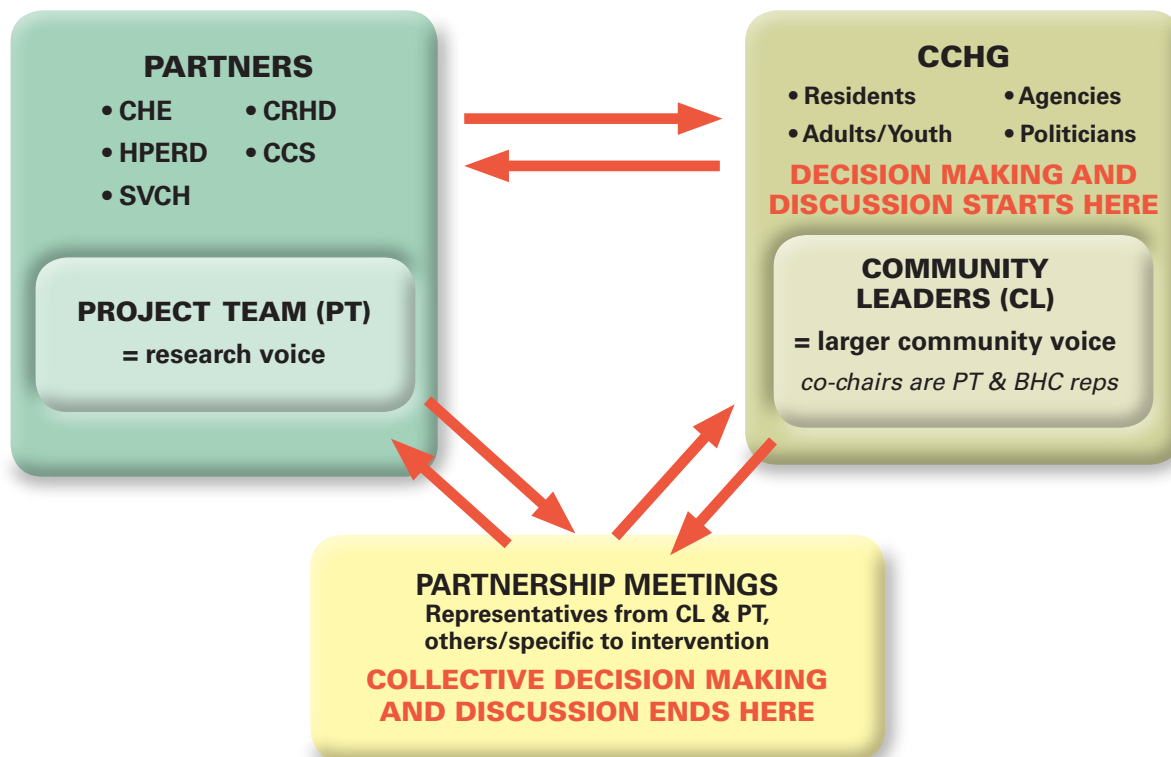 PARTNERS
• CHE
• CRHD
• HPERD
• CCS
• SVCH
PROJECT TEAM (PT)
= research voice
CCHG
• Residents
• Agencies
• Adults/Youth
• Politicians
DECISION MAKING AND
DISCUSSION STARTS HERE
COMMUNITY
LEADERS (CL)
= larger community voice
co-chairs are PT & BHC reps
PARTNERSHIP MEETINGS
Representatives from CL & PT,
others/specific to intervention
COLLECTIVE DECISION MAKING
AND DISCUSSION ENDS HERE